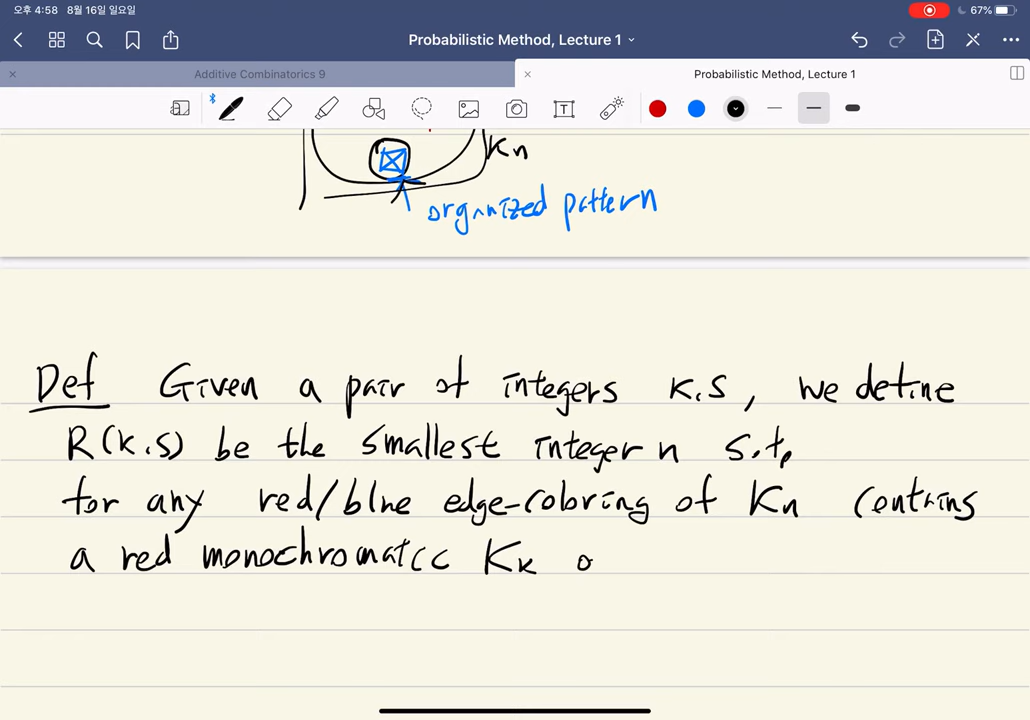 오후 4:58 8월 16일 일요일
67%
Probabilistic Method, Lecture 1
Additive Combinatorics 9
Probabilistic Method, Lecture 1
Kn
organized pattern
Def Given a pair of integers k,s, we define
R(k,s) be the smallest integer n s.t.
for any red/blue edge-coloring of Kn contains
a red monochromatic Kk o